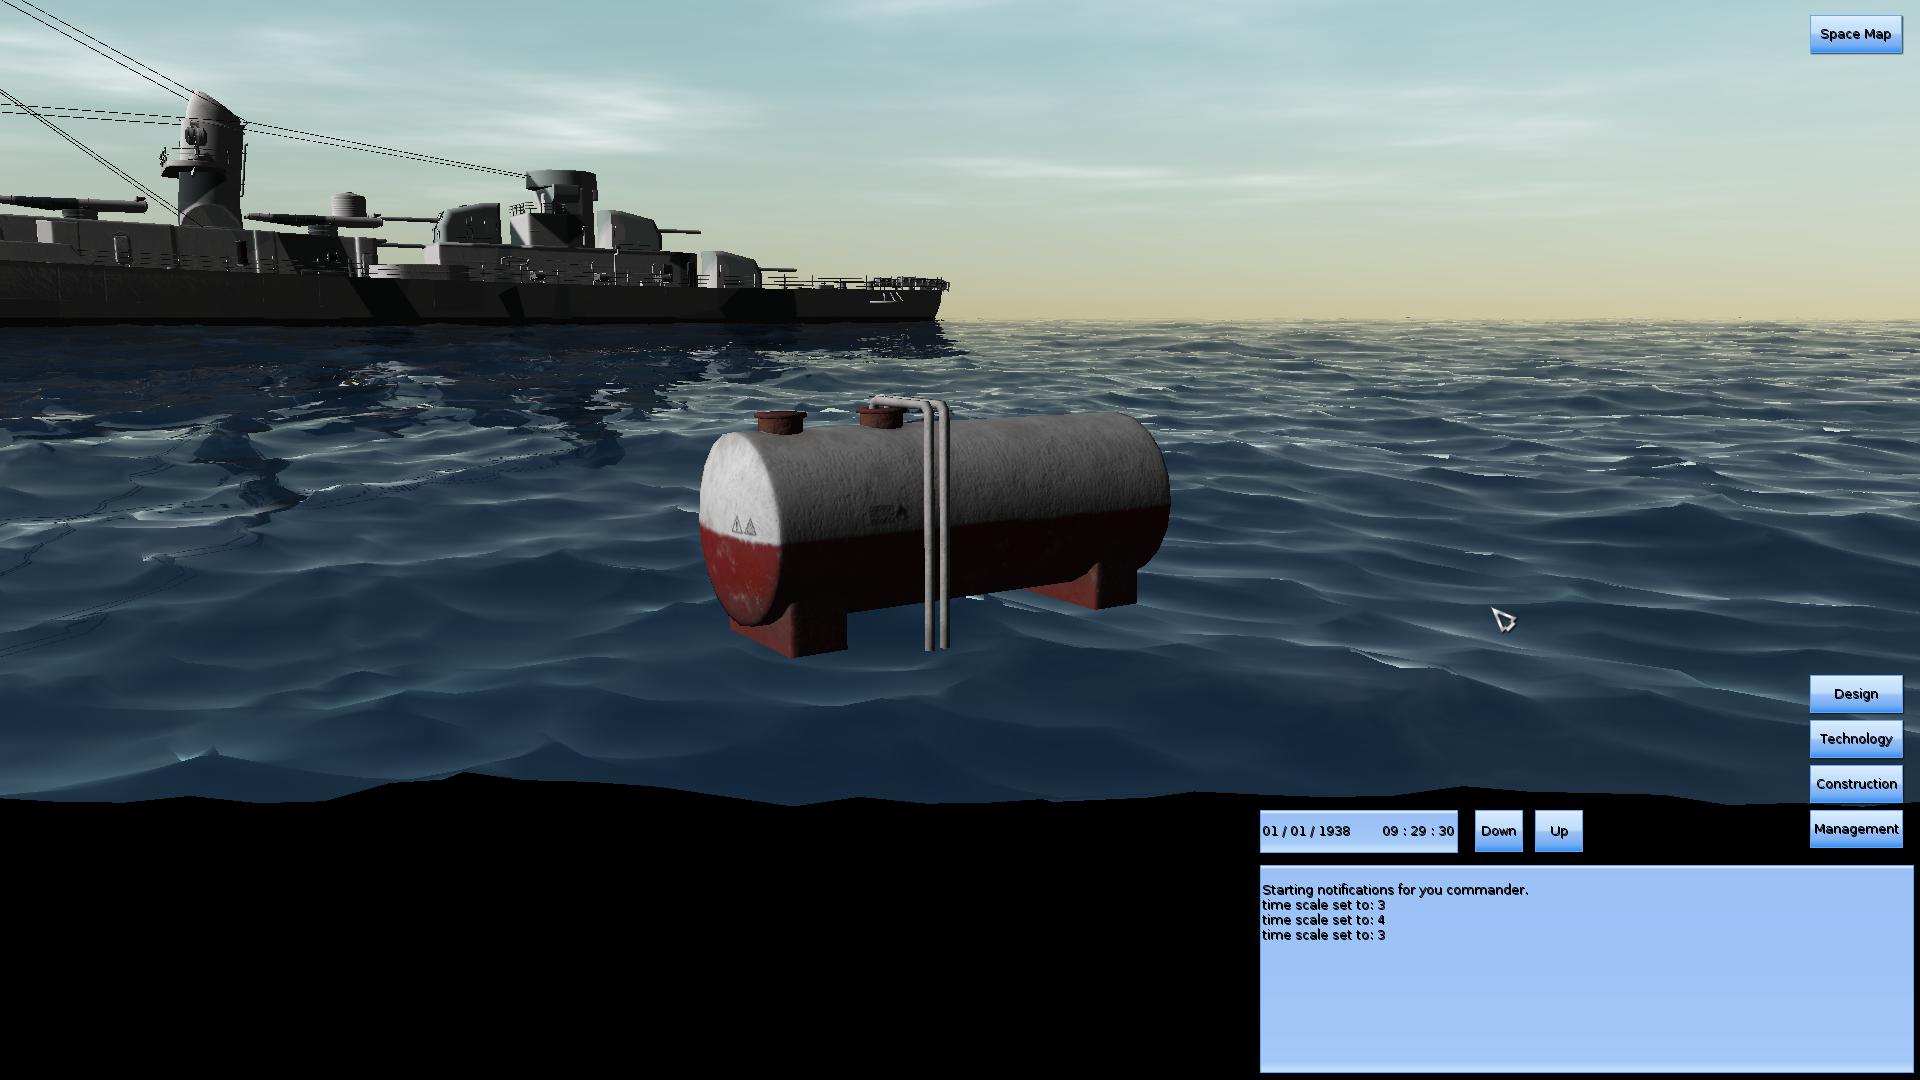 Space Map
Design
Technology
Construction
Management
01 / 01 / 1938 09 : 29 : 30 Down Up
Starting notifications for you commander.
time scale set to: 3
time scale set to: 4
time scale set to: 3